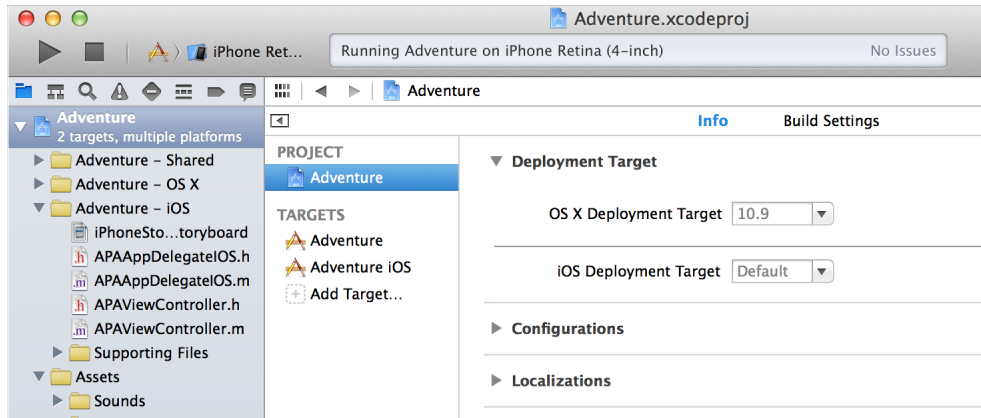 Adventure.xcodeproj
iPhone Ret...
Running Adventure on iPhone Retina (4-inch)
No Issues
Adventure
Adventure
2 targets, multiple platforms
Info
Build Settings
Adventure – Shared
Adventure – OS X
Adventure – iOS
iPhoneSto...toryboard
h APAAppDelegateIOS.h
m APAAppDelegateIOS.m
h APAViewController.h
m APAViewController.m
Supporting Files
Assets
Sounds
PROJECT
Adventure
TARGETS
Adventure
Adventure iOS
Add Target...
Deployment Target
OS X Deployment Target 10.9
iOS Deployment Target Default
Configurations
Localizations